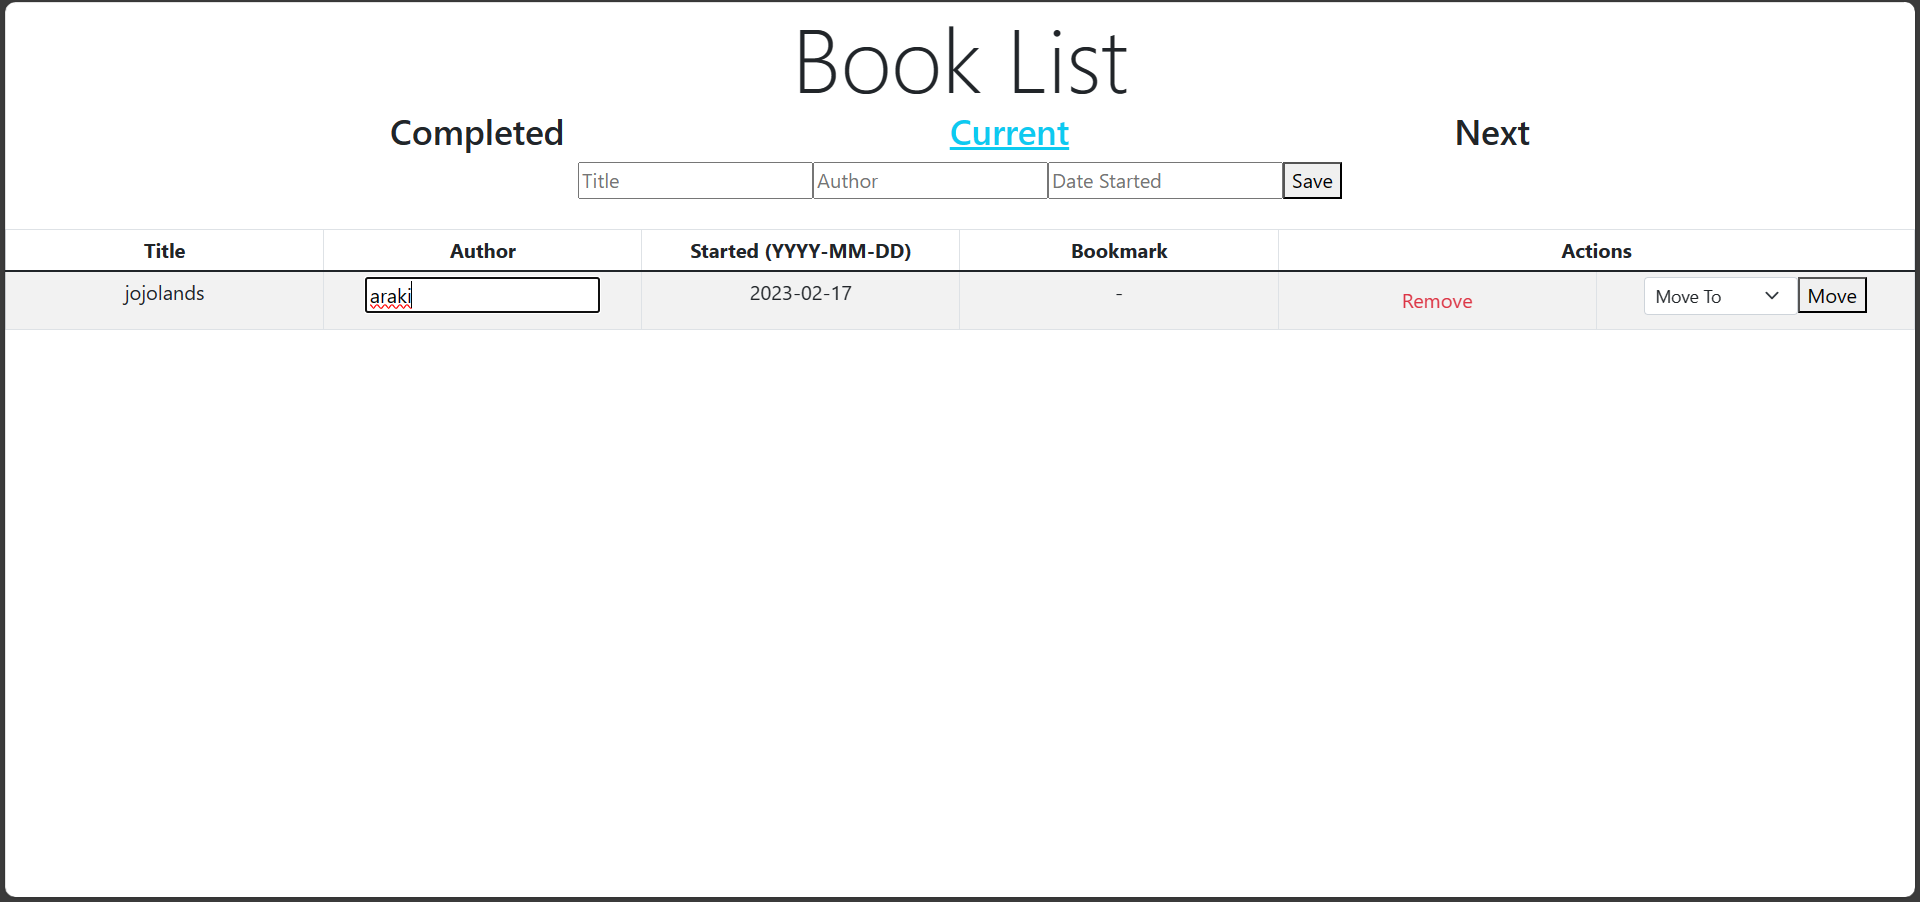 Book List
Completed Current Next
Title Author Date Started Save
Title Author Started (YYYY-MM-DD) Bookmark Actions
jojolands araki 2023-02-17 - Remove Move To Move